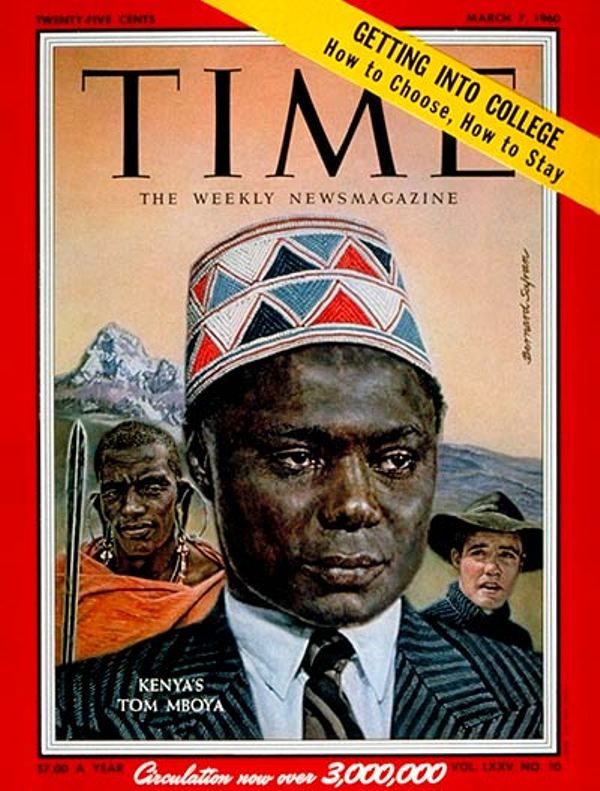 TWENTY-FIVE CENTS
MARCH 7, 1960
GETTING INTO COLLEGE
How to Choose, How to Stay
TIME
THE WEEKLY NEWSMAGAZINE
Bernard Safran
KENYA'S
TOM MBOYA
$7.00 A YEAR
Circulation now over 3,000,000
VOL. LXXV NO. 10